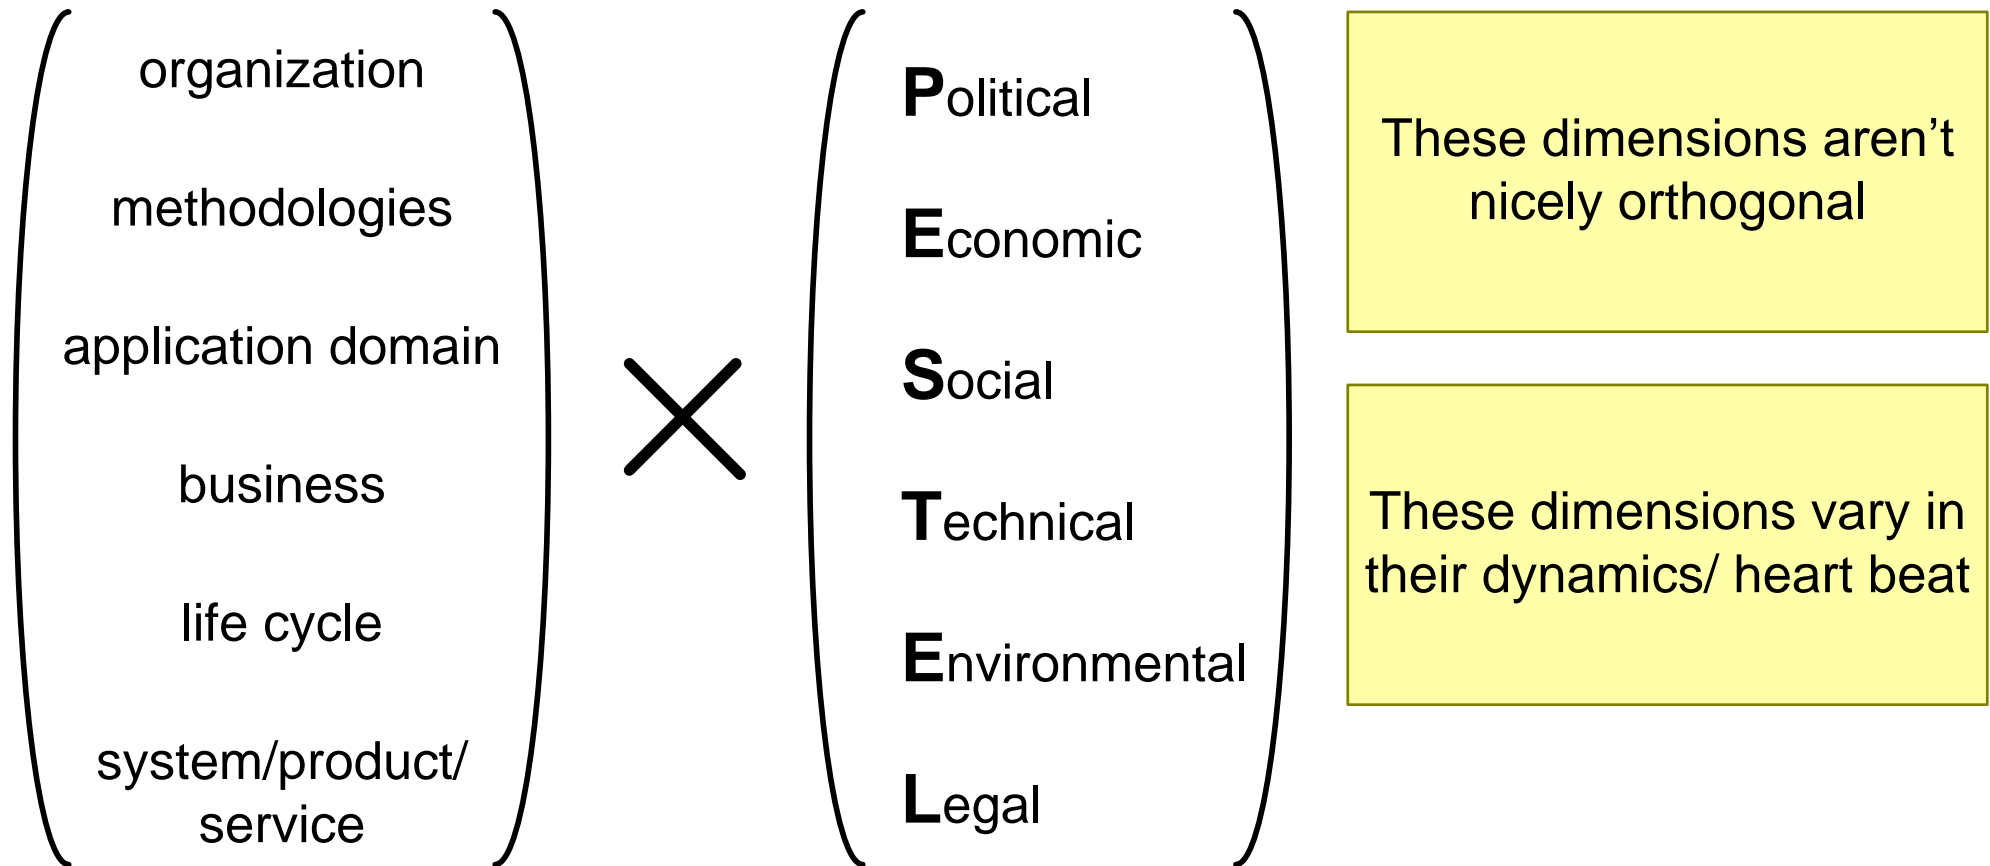 organization
methodologies
application domain
business
life cycle
system/product/
service
Political
Economic
Social
Technical
Environmental
Legal
These dimensions aren’t
nicely orthogonal
These dimensions vary in
their dynamics/ heart beat